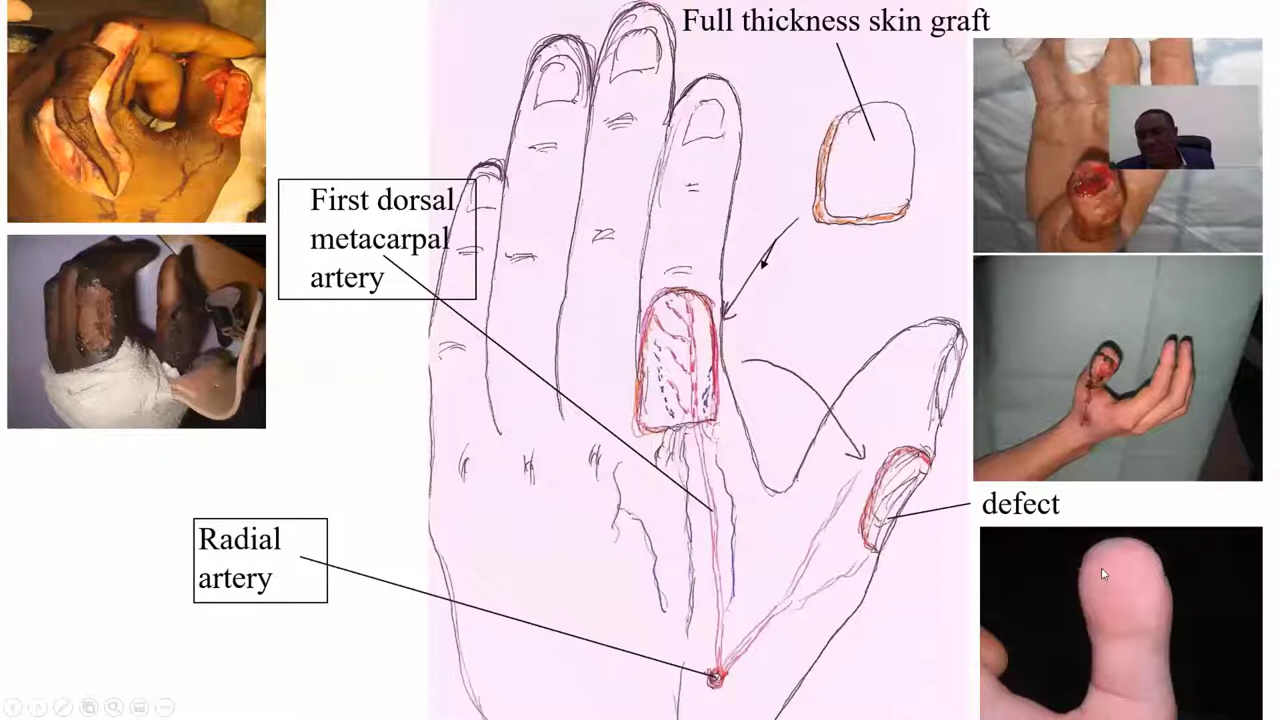 Full thickness skin graft
First dorsal
metacarpal
artery
defect
Radial
artery